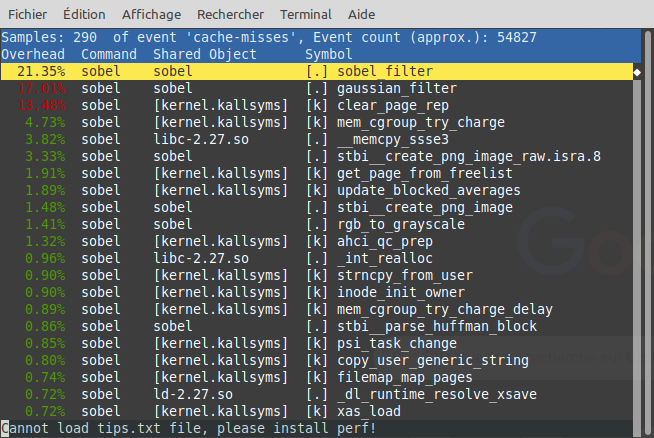 Fichier Édition Affichage Rechercher Terminal Aide
Samples: 290 of event 'cache-misses', Event count (approx.): 54827
Overhead Command Shared Object Symbol
21.35% sobel sobel [.] sobel_filter
17.01% sobel sobel [.] gaussian_filter
13.48% sobel [kernel.kallsyms] [k] clear_page_rep
4.73% sobel [kernel.kallsyms] [k] mem_cgroup_try_charge
3.82% sobel libc-2.27.so [.] __memcpy_ssse3
3.33% sobel sobel [.] stbi__create_png_image_raw.isra.8
1.91% sobel [kernel.kallsyms] [k] get_page_from_freelist
1.89% sobel [kernel.kallsyms] [k] update_blocked_averages
1.48% sobel sobel [.] stbi__create_png_image
1.41% sobel sobel [.] rgb_to_grayscale
1.32% sobel [kernel.kallsyms] [k] ahci_qc_prep
0.96% sobel libc-2.27.so [.] _int_realloc
0.90% sobel [kernel.kallsyms] [k] strncpy_from_user
0.90% sobel [kernel.kallsyms] [k] inode_init_owner
0.89% sobel [kernel.kallsyms] [k] mem_cgroup_try_charge_delay
0.86% sobel sobel [.] stbi__parse_huffman_block
0.85% sobel [kernel.kallsyms] [k] psi_task_change
0.80% sobel [kernel.kallsyms] [k] copy_user_generic_string
0.74% sobel [kernel.kallsyms] [k] filemap_map_pages
0.72% sobel ld-2.27.so [.] _dl_runtime_resolve_xsave
0.72% sobel [kernel.kallsyms] [k] xas_load
Cannot load tips.txt file, please install perf!